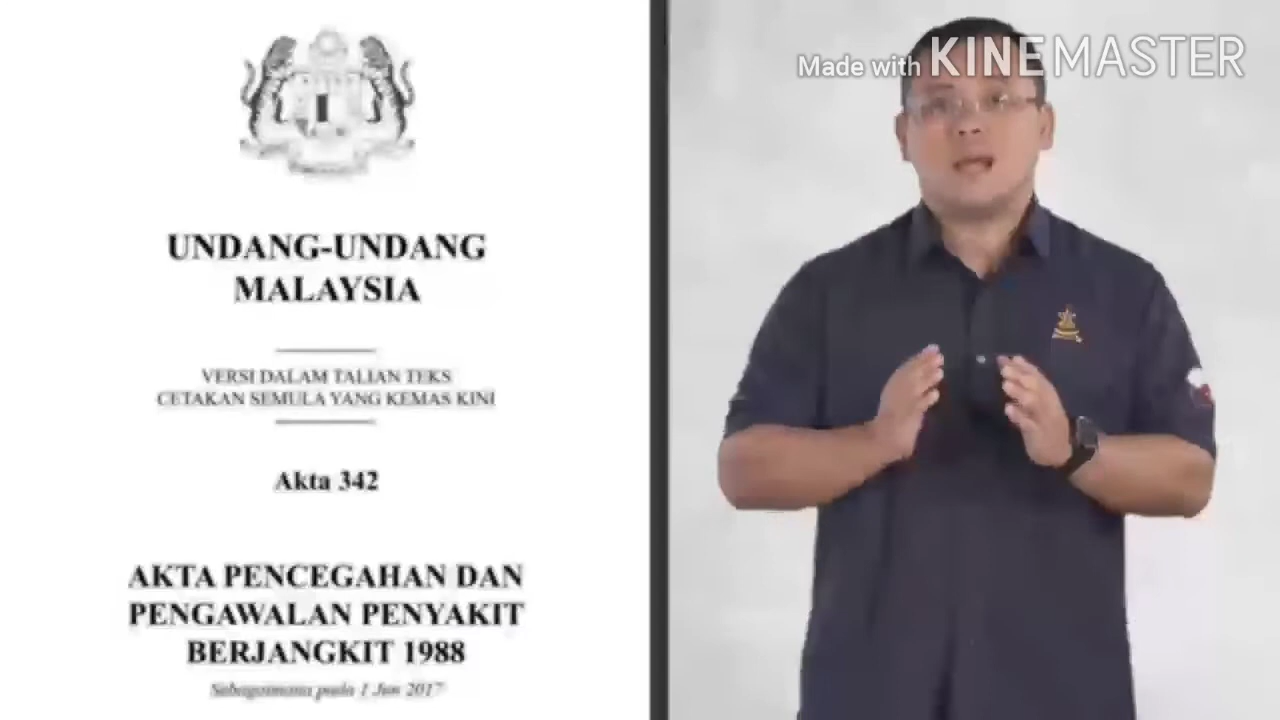 UNDANG-UNDANG
MALAYSIA
VERSI DALAM TALIAN TEKS
CETAKAN SEMULA YANG KEMAS KINI
Akta 342
AKTA PENCEGAHAN DAN
PENGAWALAN PENYAKIT
BERJANGKIT 1988
Sebagaimana pada 1 Jun 2017
Made with KINEMASTER